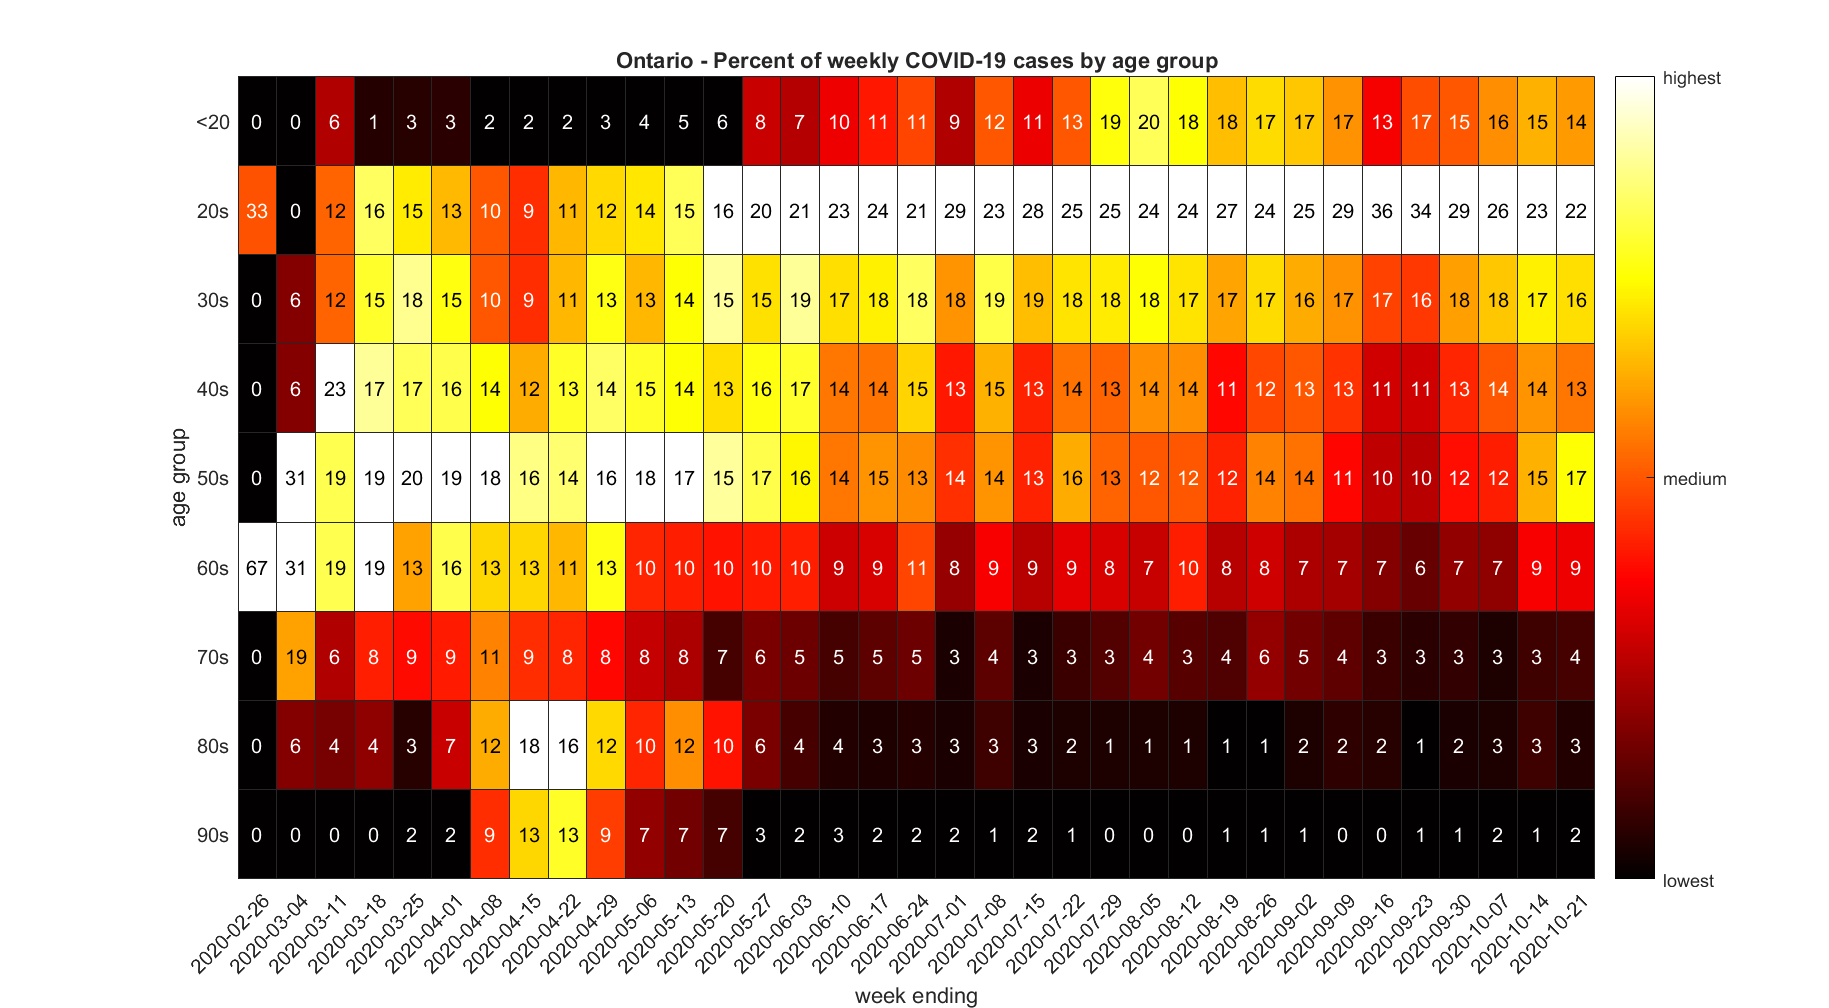 Ontario - Percent of weekly COVID-19 cases by age group
highest
<20 0 0 6 1 3 3 2 2 2 3 4 5 6 8 7 10 11 11 9 12 11 13 19 20 18 18 17 17 17 13 17 15 16 15 14
20s 33 0 12 16 15 13 10 9 11 12 14 15 16 20 21 23 24 21 29 23 28 25 25 24 24 27 24 25 29 36 34 29 26 23 22
30s 0 6 12 15 18 15 10 9 11 13 13 14 15 15 19 17 18 18 18 19 19 18 18 18 17 17 17 16 17 17 16 18 18 17 16
40s 0 6 23 17 17 16 14 12 13 14 15 14 13 16 17 14 14 15 13 15 13 14 13 14 14 11 12 13 13 11 11 13 14 14 13
age group
50s 0 31 19 19 20 19 18 16 14 16 18 17 15 17 16 14 15 13 14 14 13 16 13 12 12 12 14 14 11 10 10 12 12 15 17
medium
60s 67 31 19 19 13 16 13 13 11 13 10 10 10 10 10 9 9 11 8 9 9 9 8 7 10 8 8 7 7 7 6 7 7 9 9
70s 0 19 6 8 9 9 11 9 8 8 8 8 7 6 5 5 5 5 3 4 3 3 3 4 3 4 6 5 4 3 3 3 3 3 4
80s 0 6 4 4 3 7 12 18 16 12 10 12 10 6 4 4 3 3 3 3 3 2 1 1 1 1 1 2 2 2 1 2 3 3 3
90s 0 0 0 0 2 2 9 13 13 9 7 7 7 3 2 3 2 2 2 1 2 1 0 0 0 1 1 1 0 0 1 1 2 1 2
lowest
2020-02-26 2020-03-04 2020-03-11 2020-03-18 2020-03-25 2020-04-01 2020-04-08 2020-04-15 2020-04-22 2020-04-29 2020-05-06 2020-05-13 2020-05-20 2020-05-27 2020-06-03 2020-06-10 2020-06-17 2020-06-24 2020-07-01 2020-07-08 2020-07-15 2020-07-22 2020-07-29 2020-08-05 2020-08-12 2020-08-19 2020-08-26 2020-09-02 2020-09-09 2020-09-16 2020-09-23 2020-09-30 2020-10-07 2020-10-14 2020-10-21
week ending